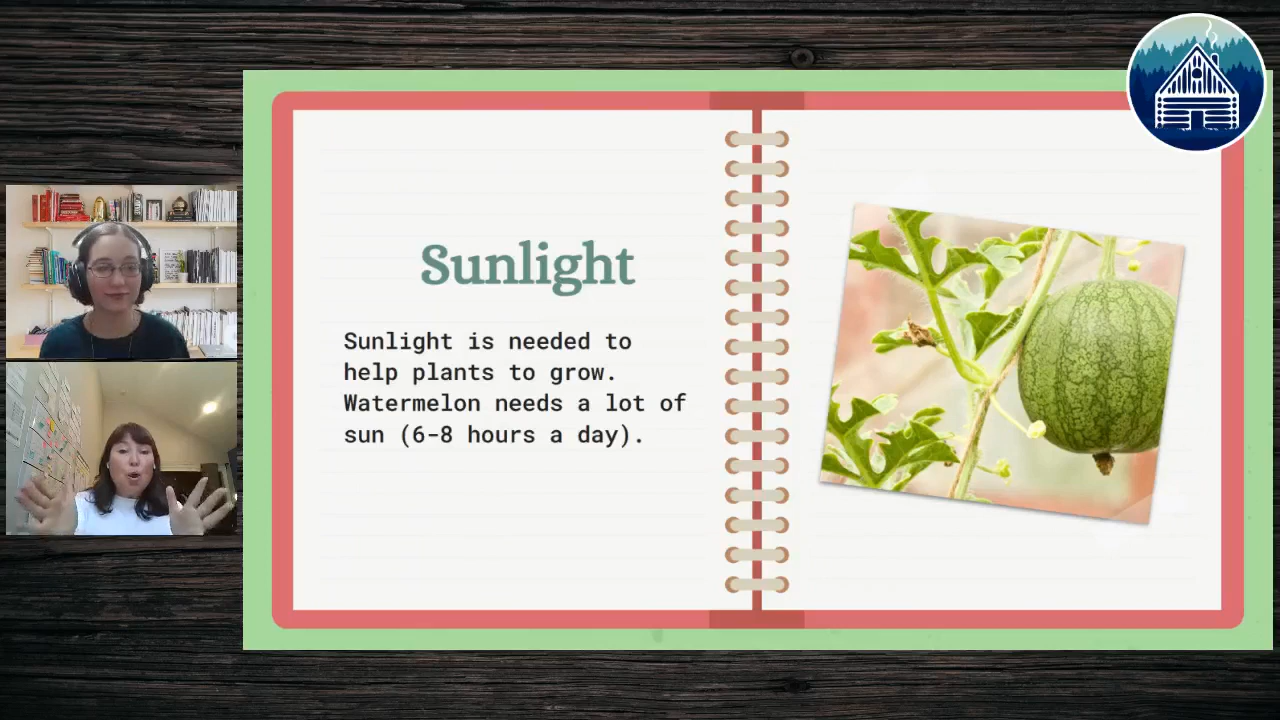 Sunlight
Sunlight is needed to
help plants to grow.
Watermelon needs a lot of
sun (6-8 hours a day).